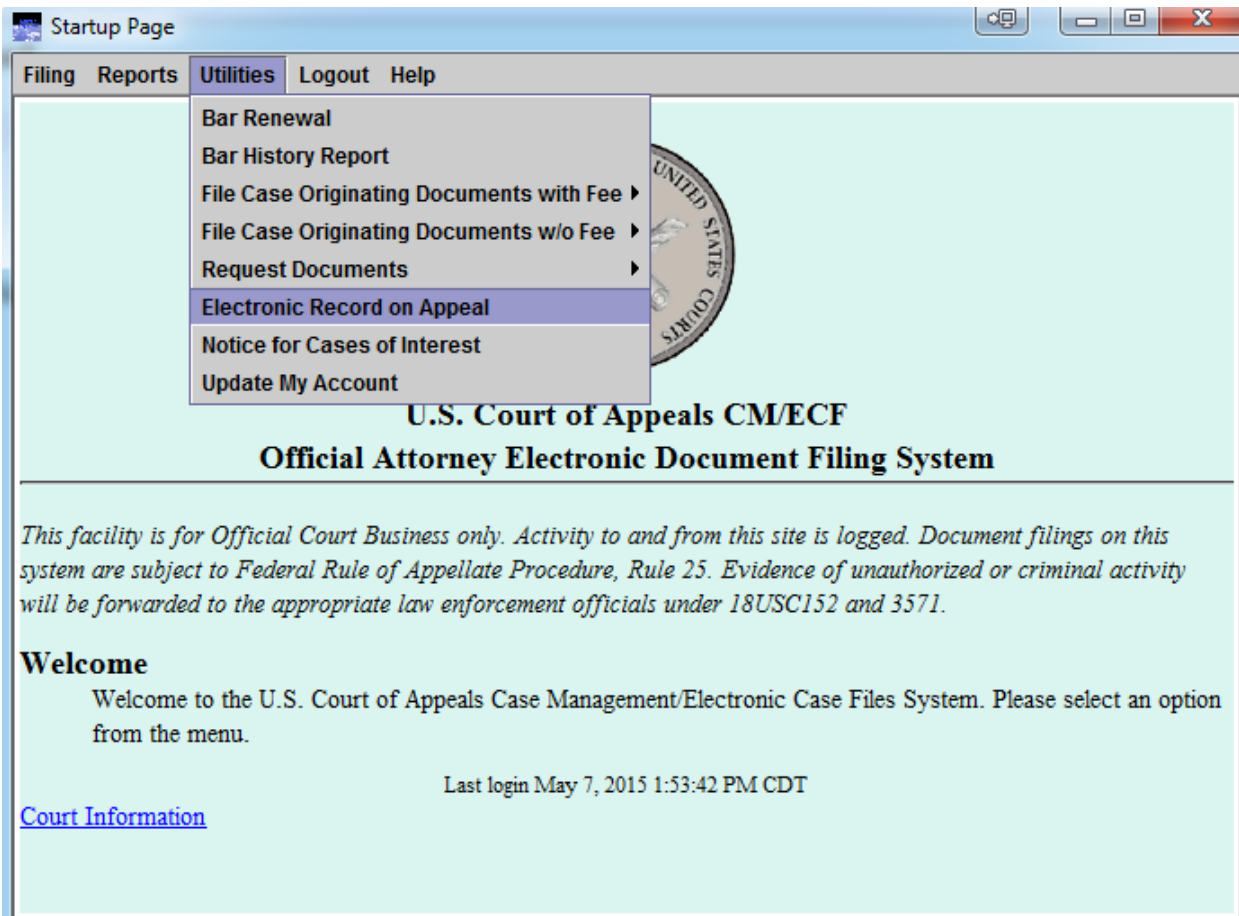 Startup Page
Filing Reports Utilities Logout Help
Bar Renewal
Bar History Report
File Case Originating Documents with Fee
File Case Originating Documents w/o Fee
Request Documents
Electronic Record on Appeal
Notice for Cases of Interest
Update My Account
UNITED STATES COURTS
U.S. Court of Appeals CM/ECF
Official Attorney Electronic Document Filing System
This facility is for Official Court Business only. Activity to and from this site is logged. Document filings on this
system are subject to Federal Rule of Appellate Procedure, Rule 25. Evidence of unauthorized or criminal activity
will be forwarded to the appropriate law enforcement officials under 18USC152 and 3571.
Welcome
Welcome to the U.S. Court of Appeals Case Management/Electronic Case Files System. Please select an option
from the menu.
Last login May 7, 2015 1:53:42 PM CDT
Court Information